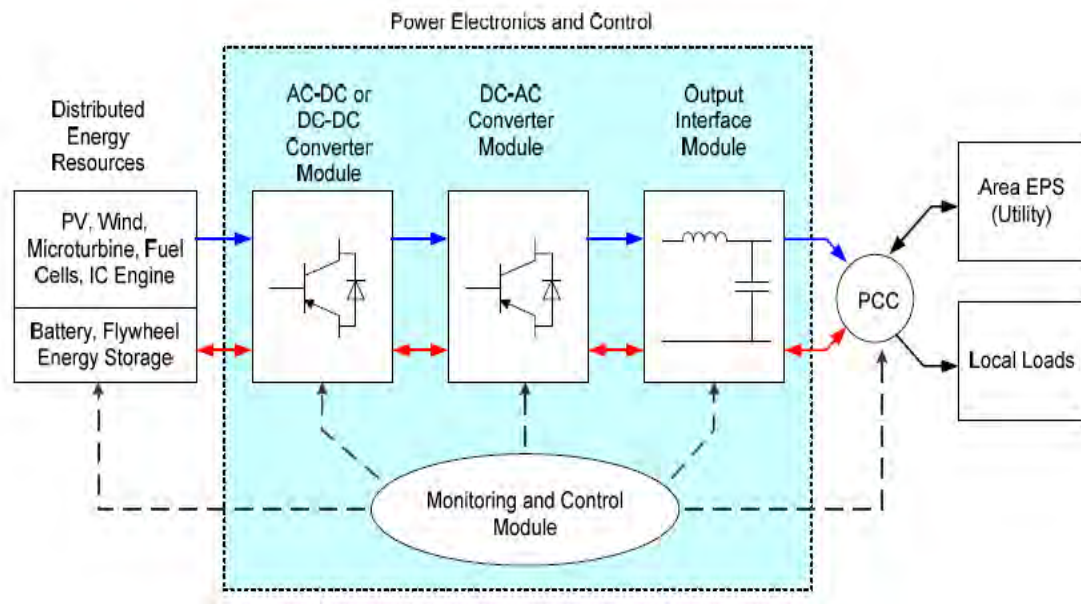 Power Electronics and Control
Distributed
Energy
Resources
AC-DC or
DC-DC
Converter
Module
DC-AC
Converter
Module
Output
Interface
Module
PV, Wind,
Microturbine, Fuel
Cells, IC Engine
Battery, Flywheel
Energy Storage
PCC
Area EPS
(Utility)
Local Loads
Monitoring and Control
Module